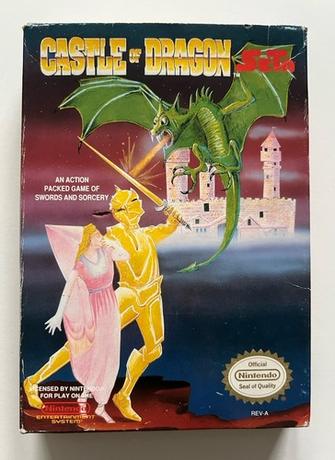 CASTLE OF DRAGON
SETA
AN ACTION
PACKED GAME OF
SWORDS AND SORCERY
LICENSED BY NINTENDO
FOR PLAY ON THE
Nintendo
ENTERTAINMENT
SYSTEM
Official
Nintendo
Seal of Quality
REV-A